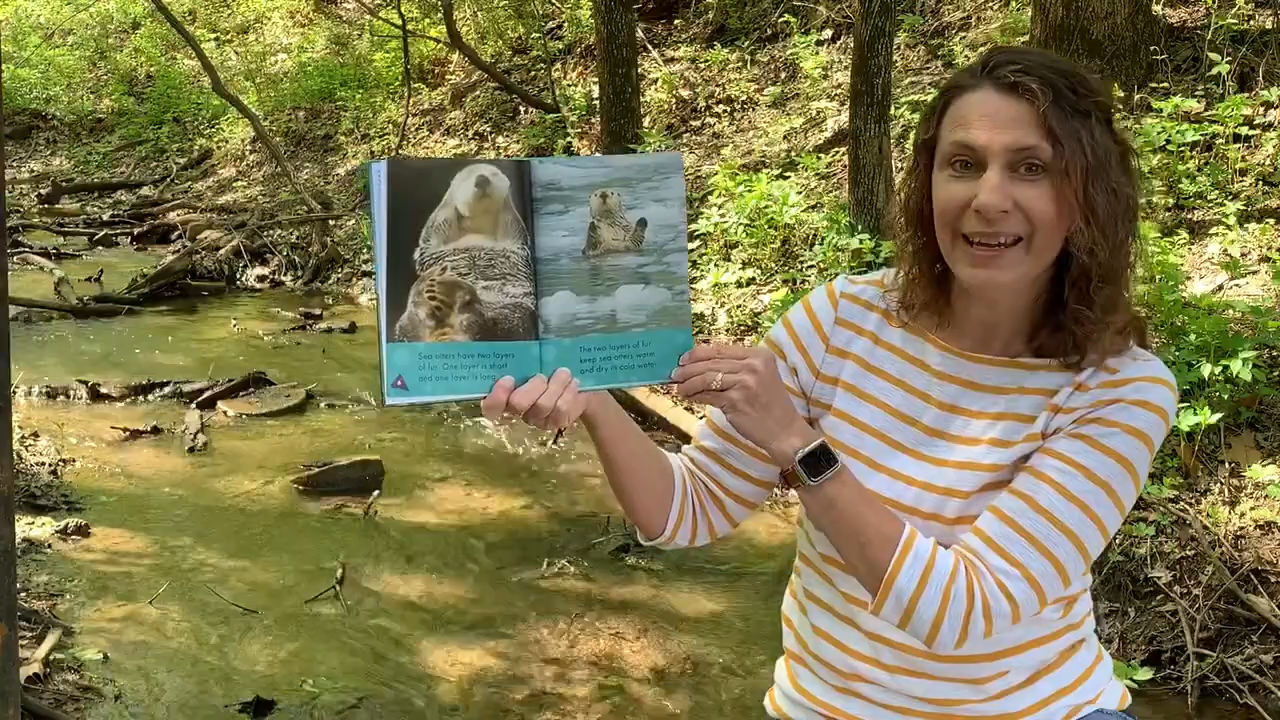 Sea otters have two layers
of fur. One layer is short
and one layer is long.
The two layers of fur
keep sea otters warm
and dry in cold water.